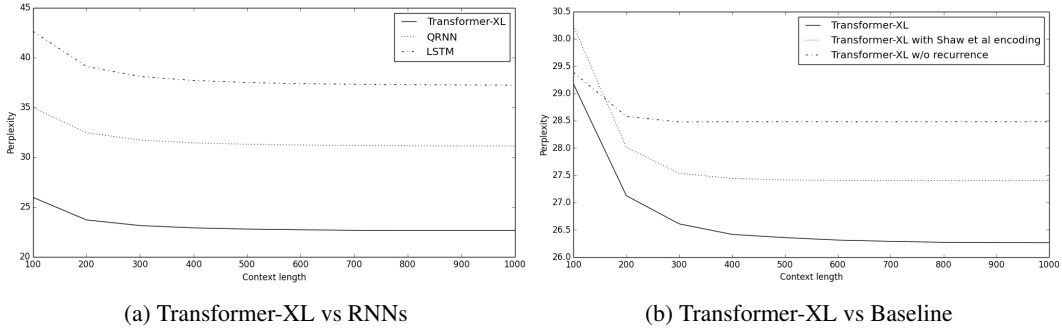 45
40
35
30
25
20
Perplexity
Transformer-XL
QRNN
LSTM
100 200 300 400 500 600 700 800 900 1000
Context length
(a) Transformer-XL vs RNNs
30.5
30.0
29.5
29.0
28.5
28.0
27.5
27.0
26.5
26.0
Perplexity
Transformer-XL
Transformer-XL with Shaw et al encoding
Transformer-XL w/o recurrence
100 200 300 400 500 600 700 800 900 1000
Context length
(b) Transformer-XL vs Baseline